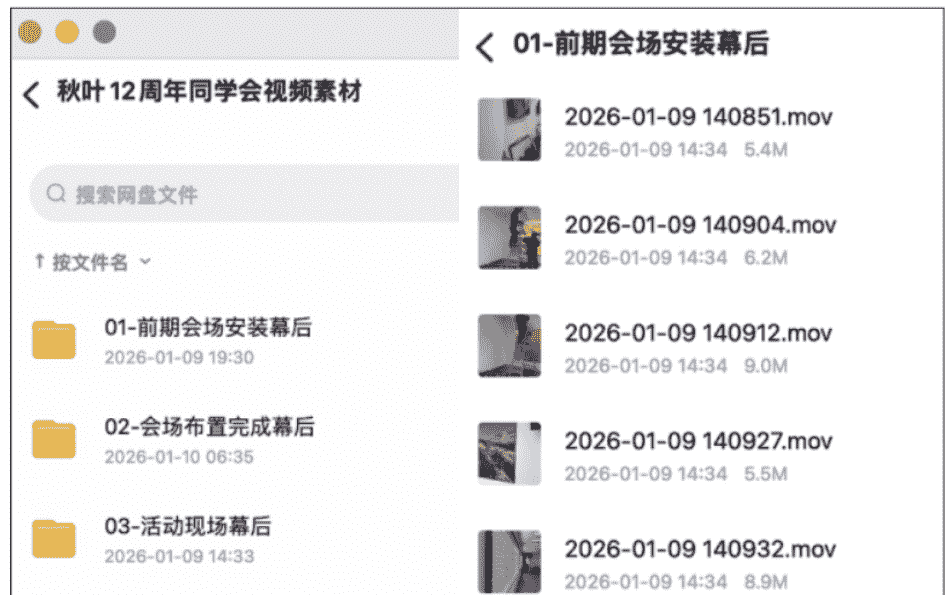 秋叶12周年同学会视频素材
搜索网盘文件
↑ 按文件名
01-前期会场安装幕后
2026-01-09 19:30
02-会场布置完成幕后
2026-01-10 06:35
03-活动现场幕后
2026-01-09 14:33
01-前期会场安装幕后
2026-01-09 140851.mov
2026-01-09 14:34 5.4M
2026-01-09 140904.mov
2026-01-09 14:34 6.2M
2026-01-09 140912.mov
2026-01-09 14:34 9.0M
2026-01-09 140927.mov
2026-01-09 14:34 5.5M
2026-01-09 140932.mov
2026-01-09 14:34 8.9M